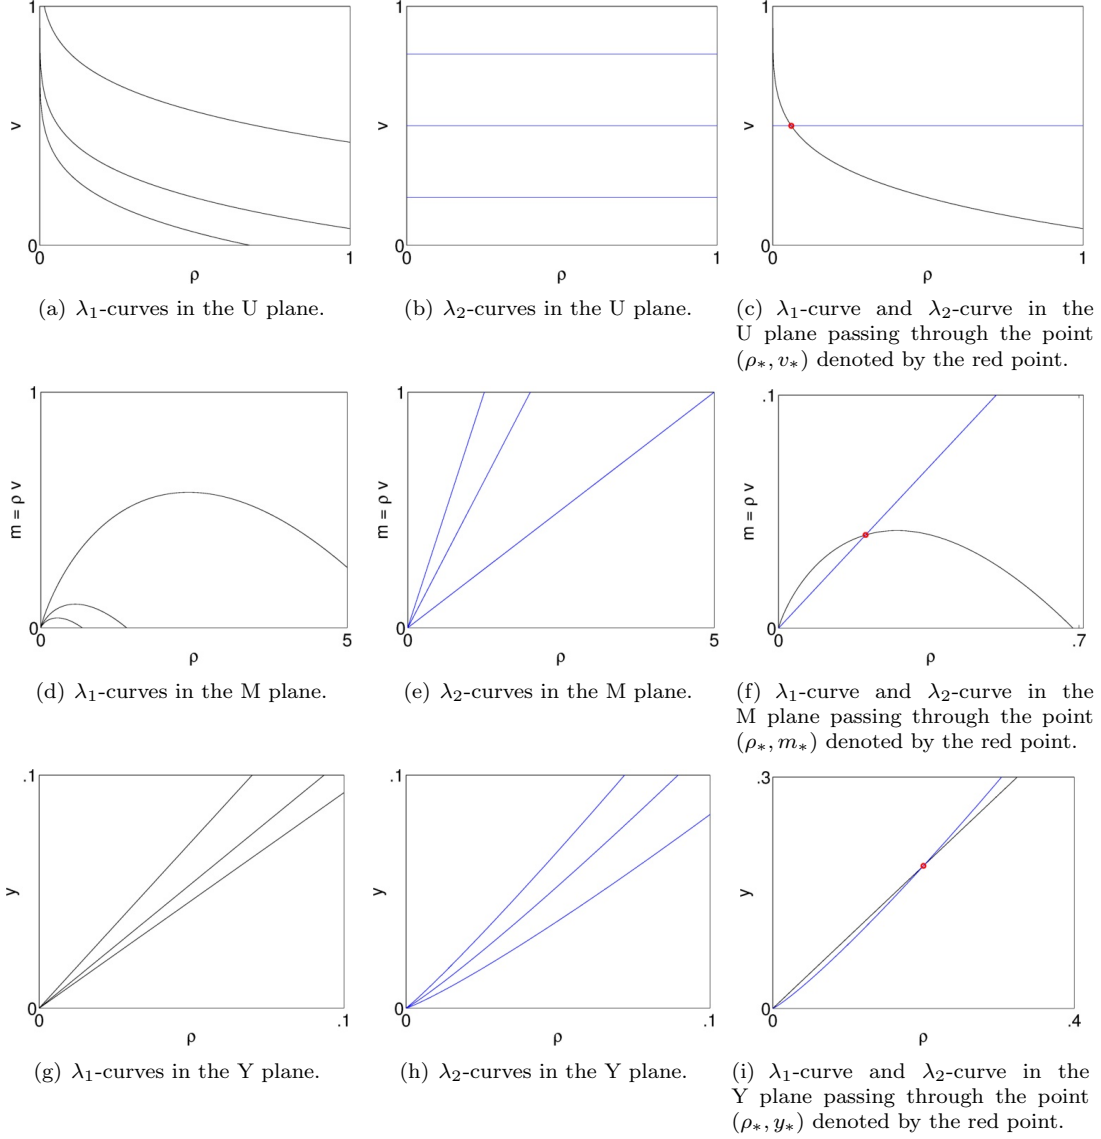 1
v
0
0
1
ρ
(a) λ₁-curves in the U plane.
1
v
0
0
1
ρ
(b) λ₂-curves in the U plane.
1
v
0
0
1
ρ
(c) λ₁-curve and λ₂-curve in the
U plane passing through the point
(ρ*, v*) denoted by the red point.
1
m = ρ v
0
0
5
ρ
(d) λ₁-curves in the M plane.
1
m = ρ v
0
0
5
ρ
(e) λ₂-curves in the M plane.
.1
m = ρ v
0
0
.7
ρ
(f) λ₁-curve and λ₂-curve in the
M plane passing through the point
(ρ*, m*) denoted by the red point.
.1
y
0
0
.1
ρ
(g) λ₁-curves in the Y plane.
.1
y
0
0
.1
ρ
(h) λ₂-curves in the Y plane.
.3
y
0
0
.4
ρ
(i) λ₁-curve and λ₂-curve in the
Y plane passing through the point
(ρ*, y*) denoted by the red point.